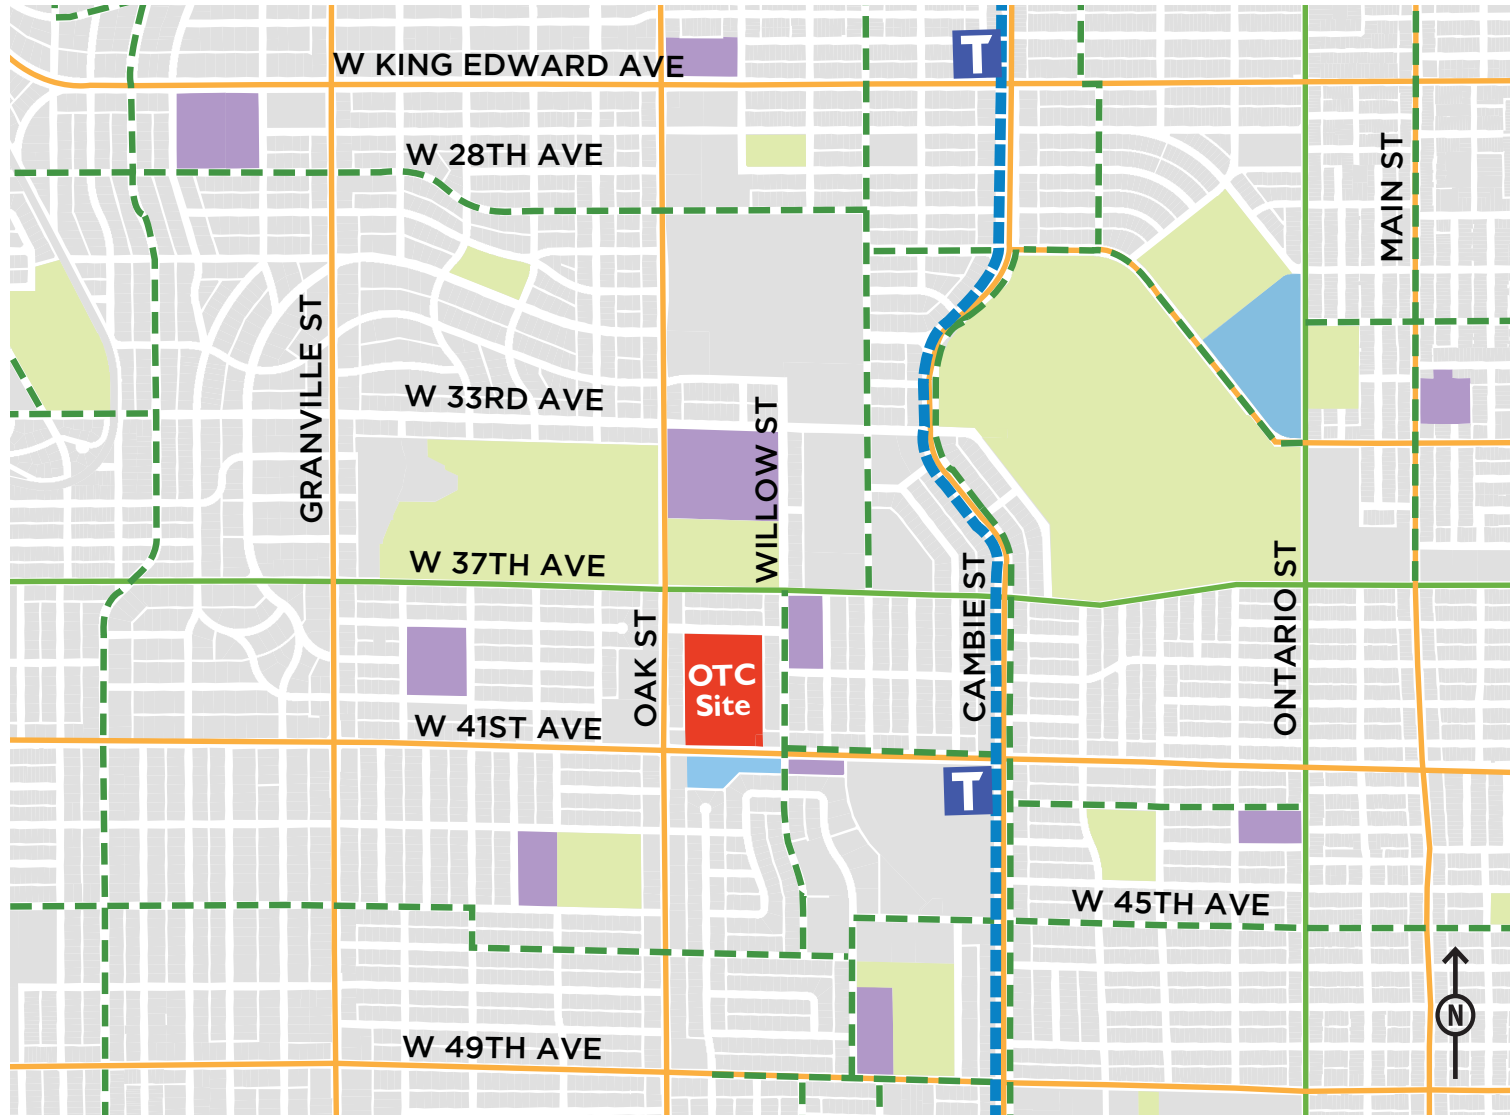 W KING EDWARD AVE
T
W 28TH AVE
MAIN ST
GRANVILLE ST
W 33RD AVE
WILLOW ST
W 37TH AVE
CAMBIE ST
ONTARIO ST
OAK ST
OTC
Site
W 41ST AVE
T
W 45TH AVE
N
W 49TH AVE